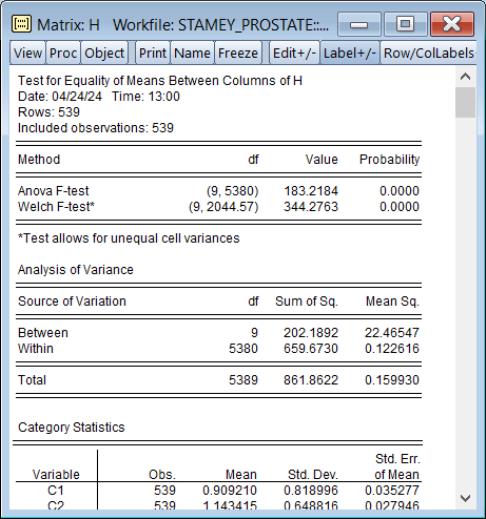 Matrix: H Workfile: STAMEY_PROSTATE::...
View Proc Object Print Name Freeze Edit+/- Label+/- Row/ColLabels
Test for Equality of Means Between Columns of H
Date: 04/24/24 Time: 13:00
Rows: 539
Included observations: 539
Method df Value Probability
Anova F-test (9, 5380) 183.2184 0.0000
Welch F-test* (9, 2044.57) 344.2763 0.0000
*Test allows for unequal cell variances
Analysis of Variance
Source of Variation df Sum of Sq. Mean Sq.
Between 9 202.1892 22.46547
Within 5380 659.6730 0.122616
Total 5389 861.8622 0.159930
Category Statistics
Std. Err.
Variable Obs. Mean Std. Dev. of Mean
C1 539 0.909210 0.818996 0.035277
C2 539 1.143415 0.648816 0.027946